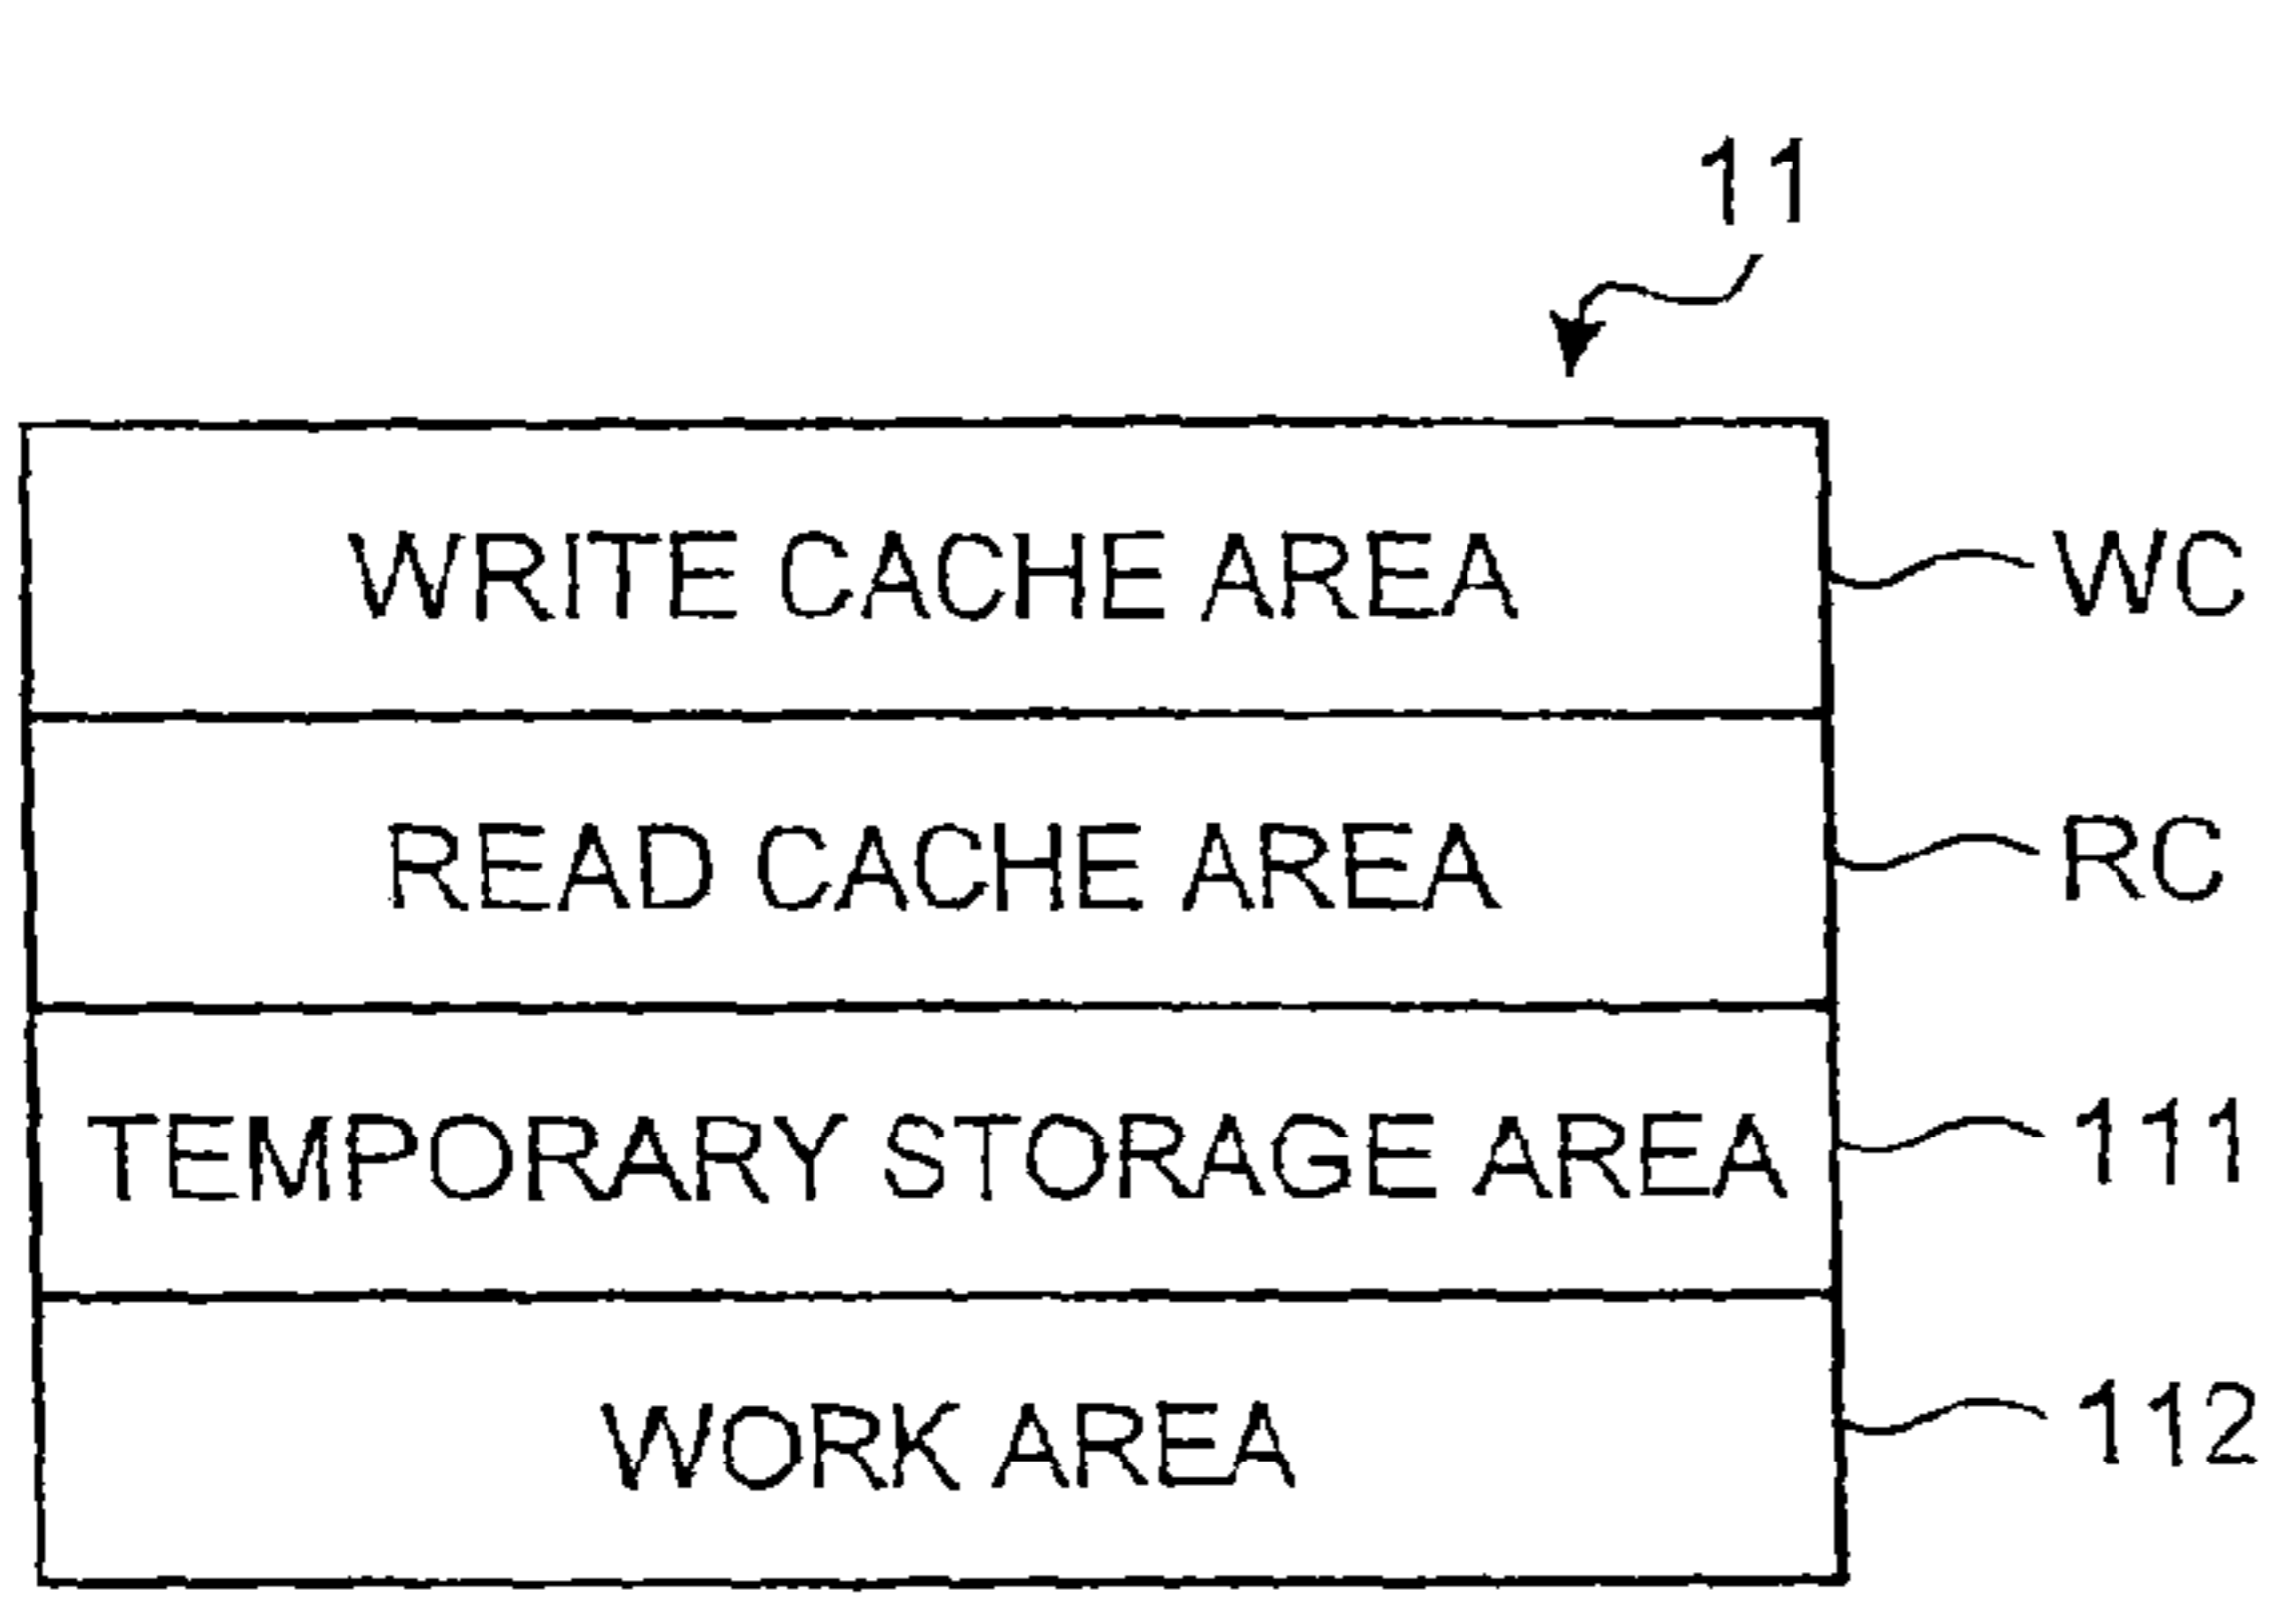 11
WRITE CACHE AREA WC
READ CACHE AREA RC
TEMPORARY STORAGE AREA 111
WORK AREA 112